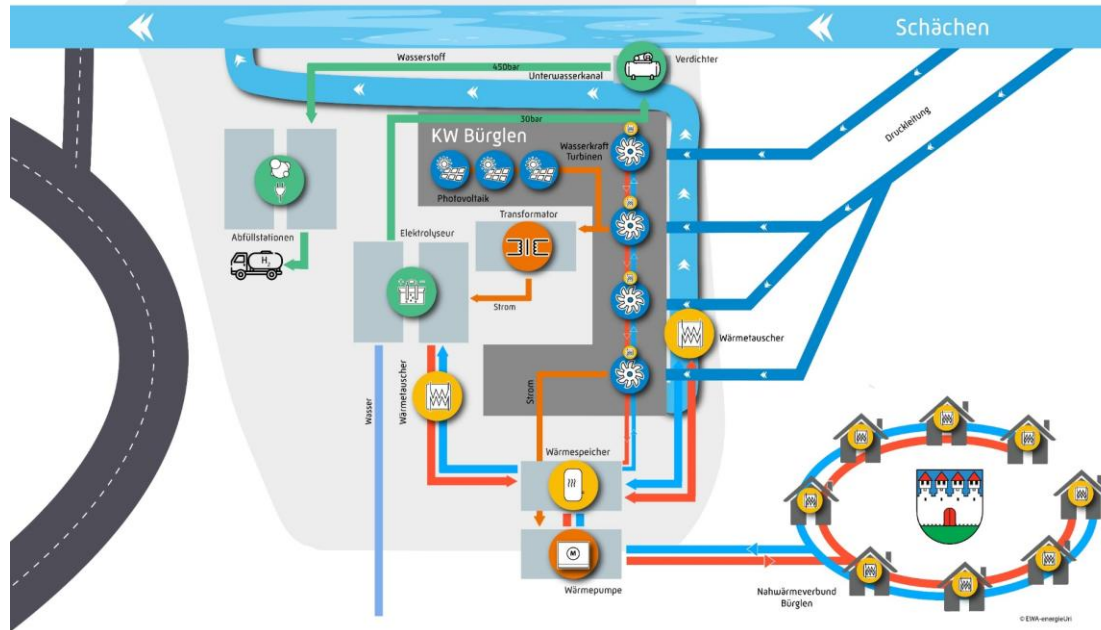 Schächen
Wasserstoff
450bar
Verdichter
Unterwasserkanal
30bar
KW Bürglen
Wasserkraft
Turbinen
Druckleitung
Photovoltaik
Transformator
Abfüllstationen
Elektrolyseur
H2
Strom
Wärmetauscher
Wärmetauscher
Strom
Wasser
Wärmespeicher
M
Wärmepumpe
Nahwärmeverbund
Bürglen
© EWA-energieUri